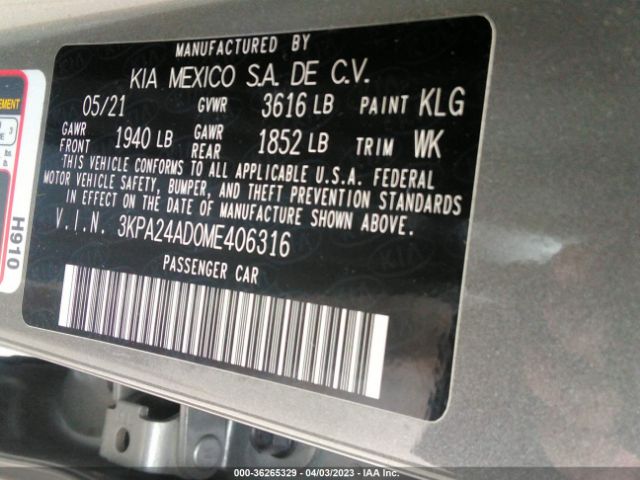 MANUFACTURED BY
KIA MEXICO S.A. DE C.V.
05/21 GVWR 3616 LB PAINT KLG
GAWR FRONT 1940 LB GAWR REAR 1852 LB TRIM WK
THIS VEHICLE CONFORMS TO ALL APPLICABLE U.S.A. FEDERAL
MOTOR VEHICLE SAFETY, BUMPER, AND THEFT PREVENTION STANDARDS
IN EFFECT ON THE DATE OF MANUFACTURE SHOWN ABOVE.
V.I.N. 3KPA24AD0ME406316
PASSENGER CAR
H910
000-36265329 - 04/03/2023 - IAA Inc.